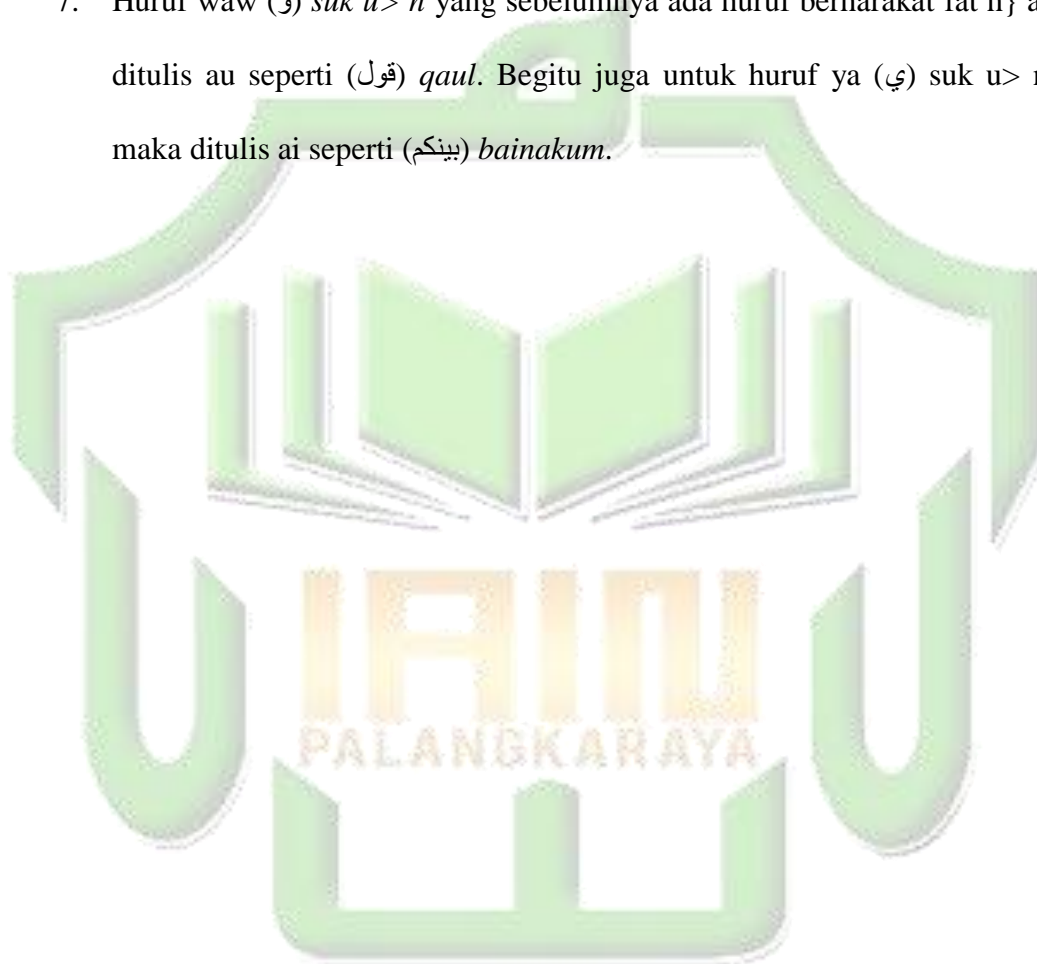 7. Huruf waw (و) suk u> n yang sebelumnya ada huruf berharakat fat h} a
ditulis au seperti (قول) qaul. Begitu juga untuk huruf ya (ي) suk u> n
maka ditulis ai seperti (بينكم) bainakum.
IAIN
PALANGKARAYA